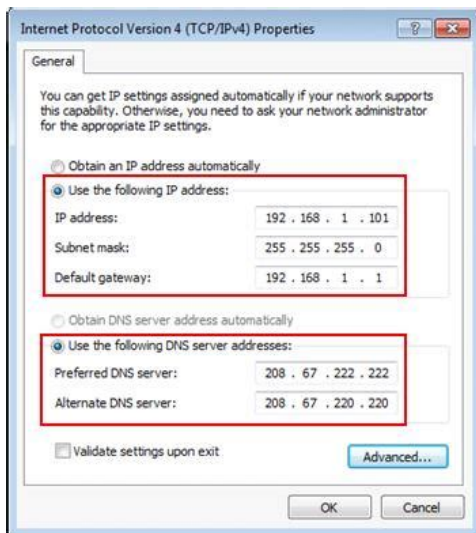 Internet Protocol Version 4 (TCP/IPv4) Properties
General
You can get IP settings assigned automatically if your network supports
this capability. Otherwise, you need to ask your network administrator
for the appropriate IP settings.
Obtain an IP address automatically
Use the following IP address:
IP address: 192 . 168 . 1 . 101
Subnet mask: 255 . 255 . 255 . 0
Default gateway: 192 . 168 . 1 . 1
Obtain DNS server address automatically
Use the following DNS server addresses:
Preferred DNS server: 208 . 67 . 222 . 222
Alternate DNS server: 208 . 67 . 220 . 220
Validate settings upon exit
Advanced...
OK Cancel